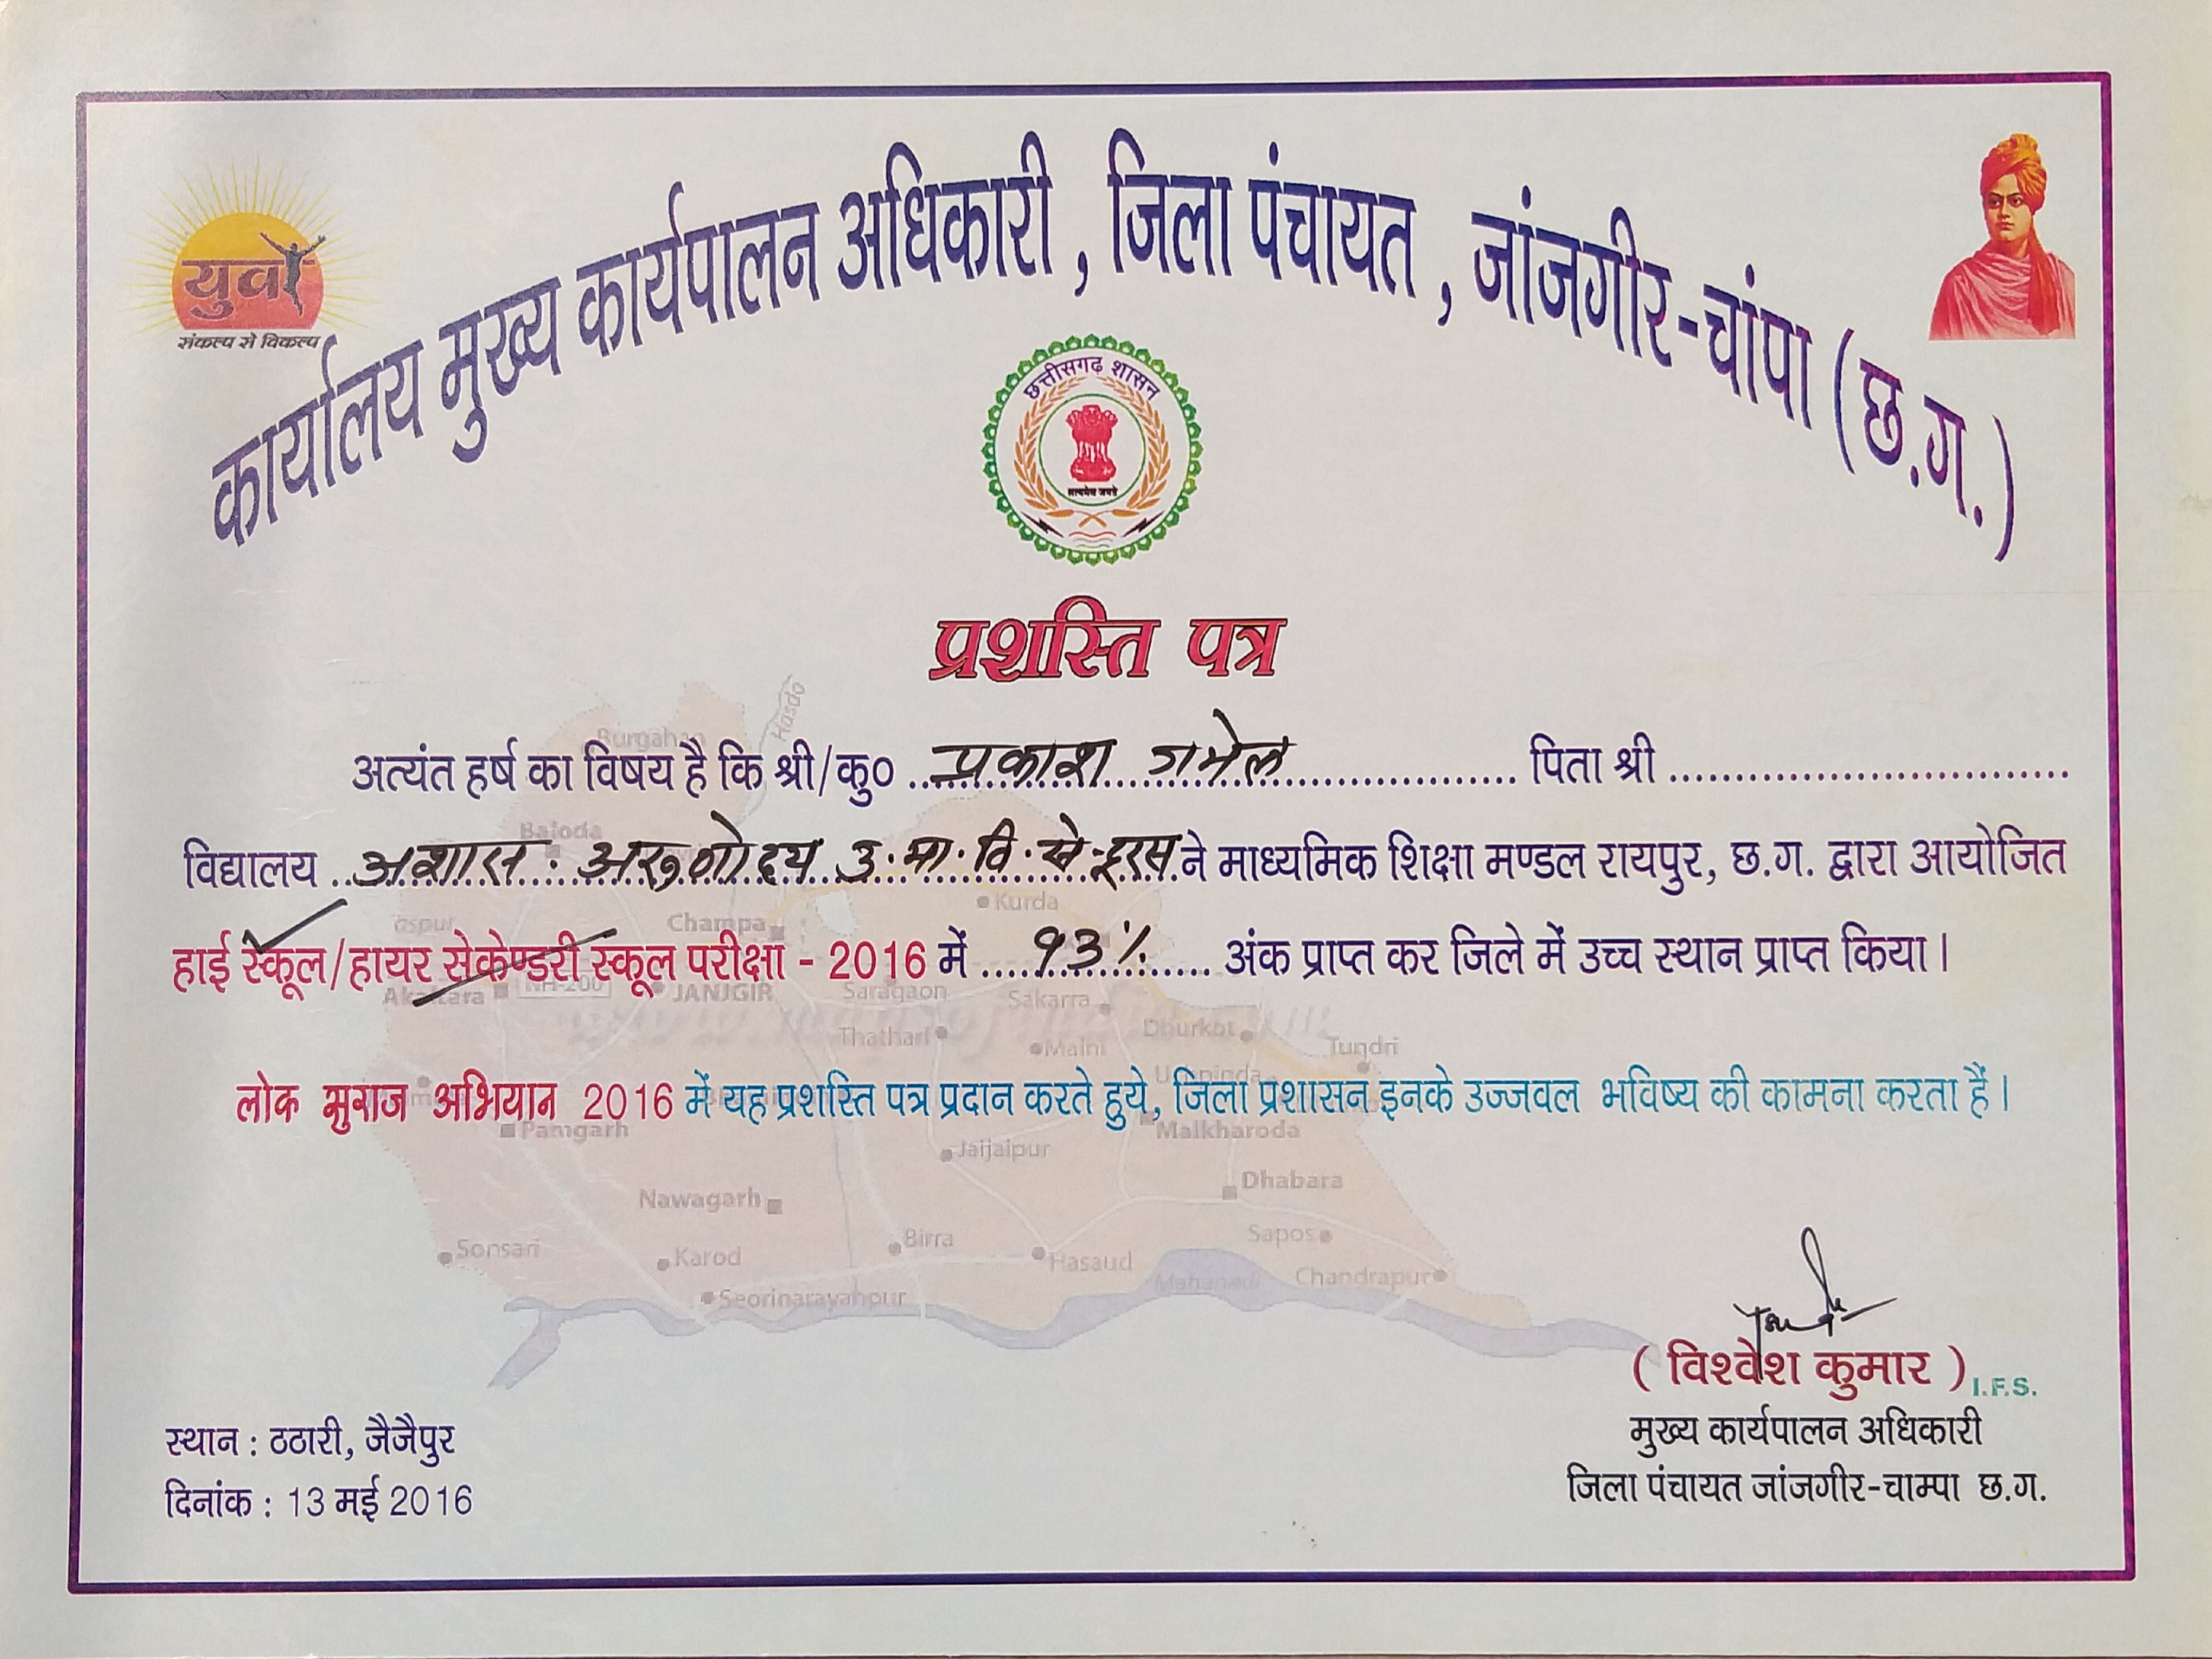 कार्यालय मुख्य कार्यपालन अधिकारी , जिला पंचायत , जांजगीर-चांपा (छ.ग.)
युवा
संकल्प से विकल्प
छत्तीसगढ़ शासन
सत्यमेव जयते
प्रशस्ति पत्र
अत्यंत हर्ष का विषय है कि श्री/कु० ..प्रकाश गभेल.............. पिता श्री ..............................
विद्यालय ..अशास. अरूणोदय उ.मा.वि. ने माध्यमिक शिक्षा मण्डल रायपुर, छ.ग. द्वारा आयोजित
हाई स्कूल/हायर सेकेण्डरी स्कूल परीक्षा - 2016 में ....93%..... अंक प्राप्त कर जिले में उच्च स्थान प्राप्त किया ।
लोक सुराज अभियान 2016 में यह प्रशस्ति पत्र प्रदान करते हुये, जिला प्रशासन इनके उज्जवल भविष्य की कामना करता हैं ।
Hasdo
Baloda
Kurda
Champa
Akaltara
NH-200
JANJGIR
Saragaon
Sakarra
Thathari
Malni
Dhurkot
Tundri
Pamgarh
Malkharoda
Jaijaipur
Dhabara
Nawagarh
Sapos
Sonsari
Karod
Birra
Hasaud
Mahanadi
Chandrapur
Seorinarayahpur
( विश्वेश कुमार ) I.F.S.
मुख्य कार्यपालन अधिकारी
जिला पंचायत जांजगीर-चाम्पा छ.ग.
स्थान : ठठारी, जैजैपुर
दिनांक : 13 मई 2016